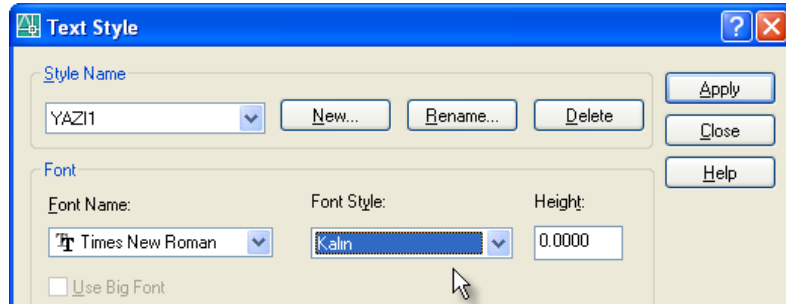 Text Style
Style Name
YAZI1 New... Rename... Delete
Apply
Close
Help
Font
Font Name: Font Style: Height:
Times New Roman Kalın 0.0000
Use Big Font